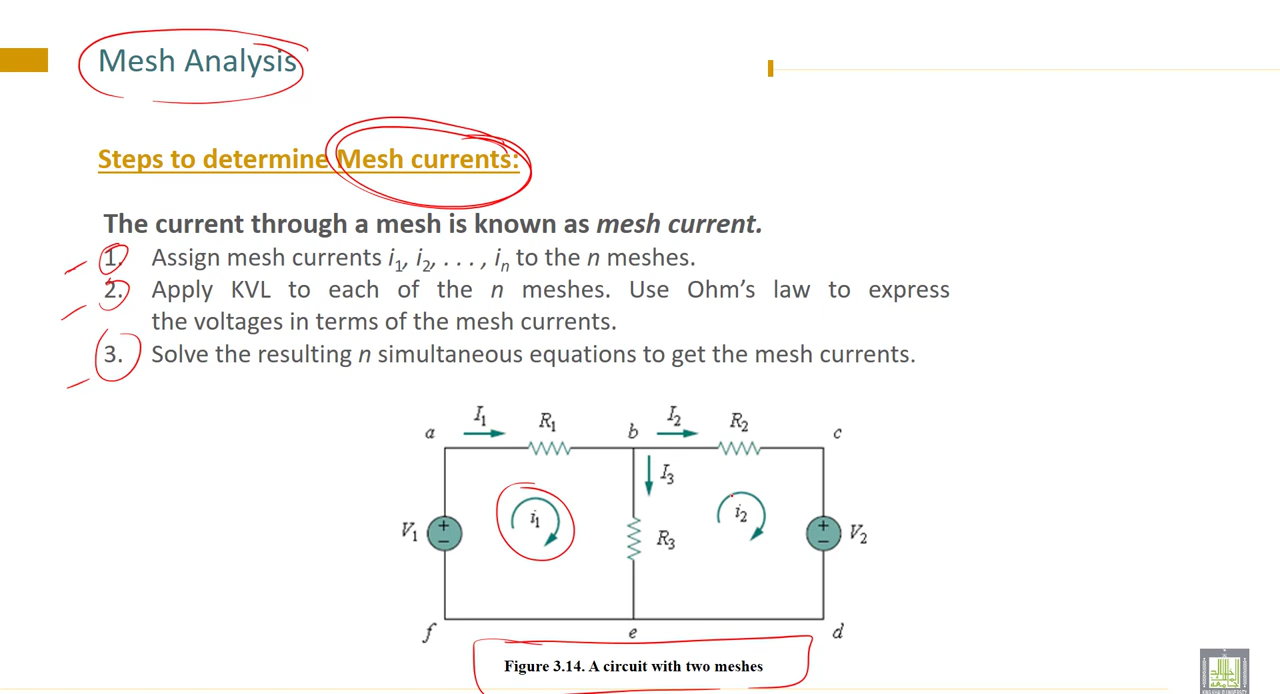 Mesh Analysis
Steps to determine Mesh currents:
The current through a mesh is known as mesh current.
1. Assign mesh currents i1, i2, . . . , in to the n meshes.
2. Apply KVL to each of the n meshes. Use Ohm's law to express
the voltages in terms of the mesh currents.
3. Solve the resulting n simultaneous equations to get the mesh currents.
a I1 R1 b I2 R2 c
I3
V1 + − i1 R3 i2 + − V2
f e d
Figure 3.14. A circuit with two meshes